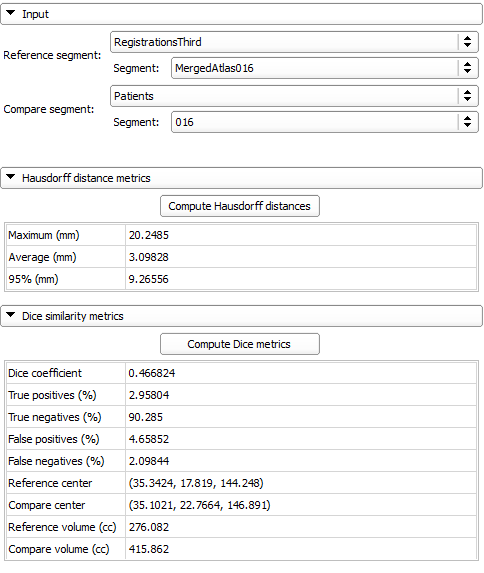 Input
Reference segment:
RegistrationsThird
Segment: MergedAtlas016
Compare segment:
Patients
Segment: 016
Hausdorff distance metrics
Compute Hausdorff distances
Maximum (mm) 20.2485
Average (mm) 3.09828
95% (mm) 9.26556
Dice similarity metrics
Compute Dice metrics
Dice coefficient 0.466824
True positives (%) 2.95804
True negatives (%) 90.285
False positives (%) 4.65852
False negatives (%) 2.09844
Reference center (35.3424, 17.819, 144.248)
Compare center (35.1021, 22.7664, 146.891)
Reference volume (cc) 276.082
Compare volume (cc) 415.862